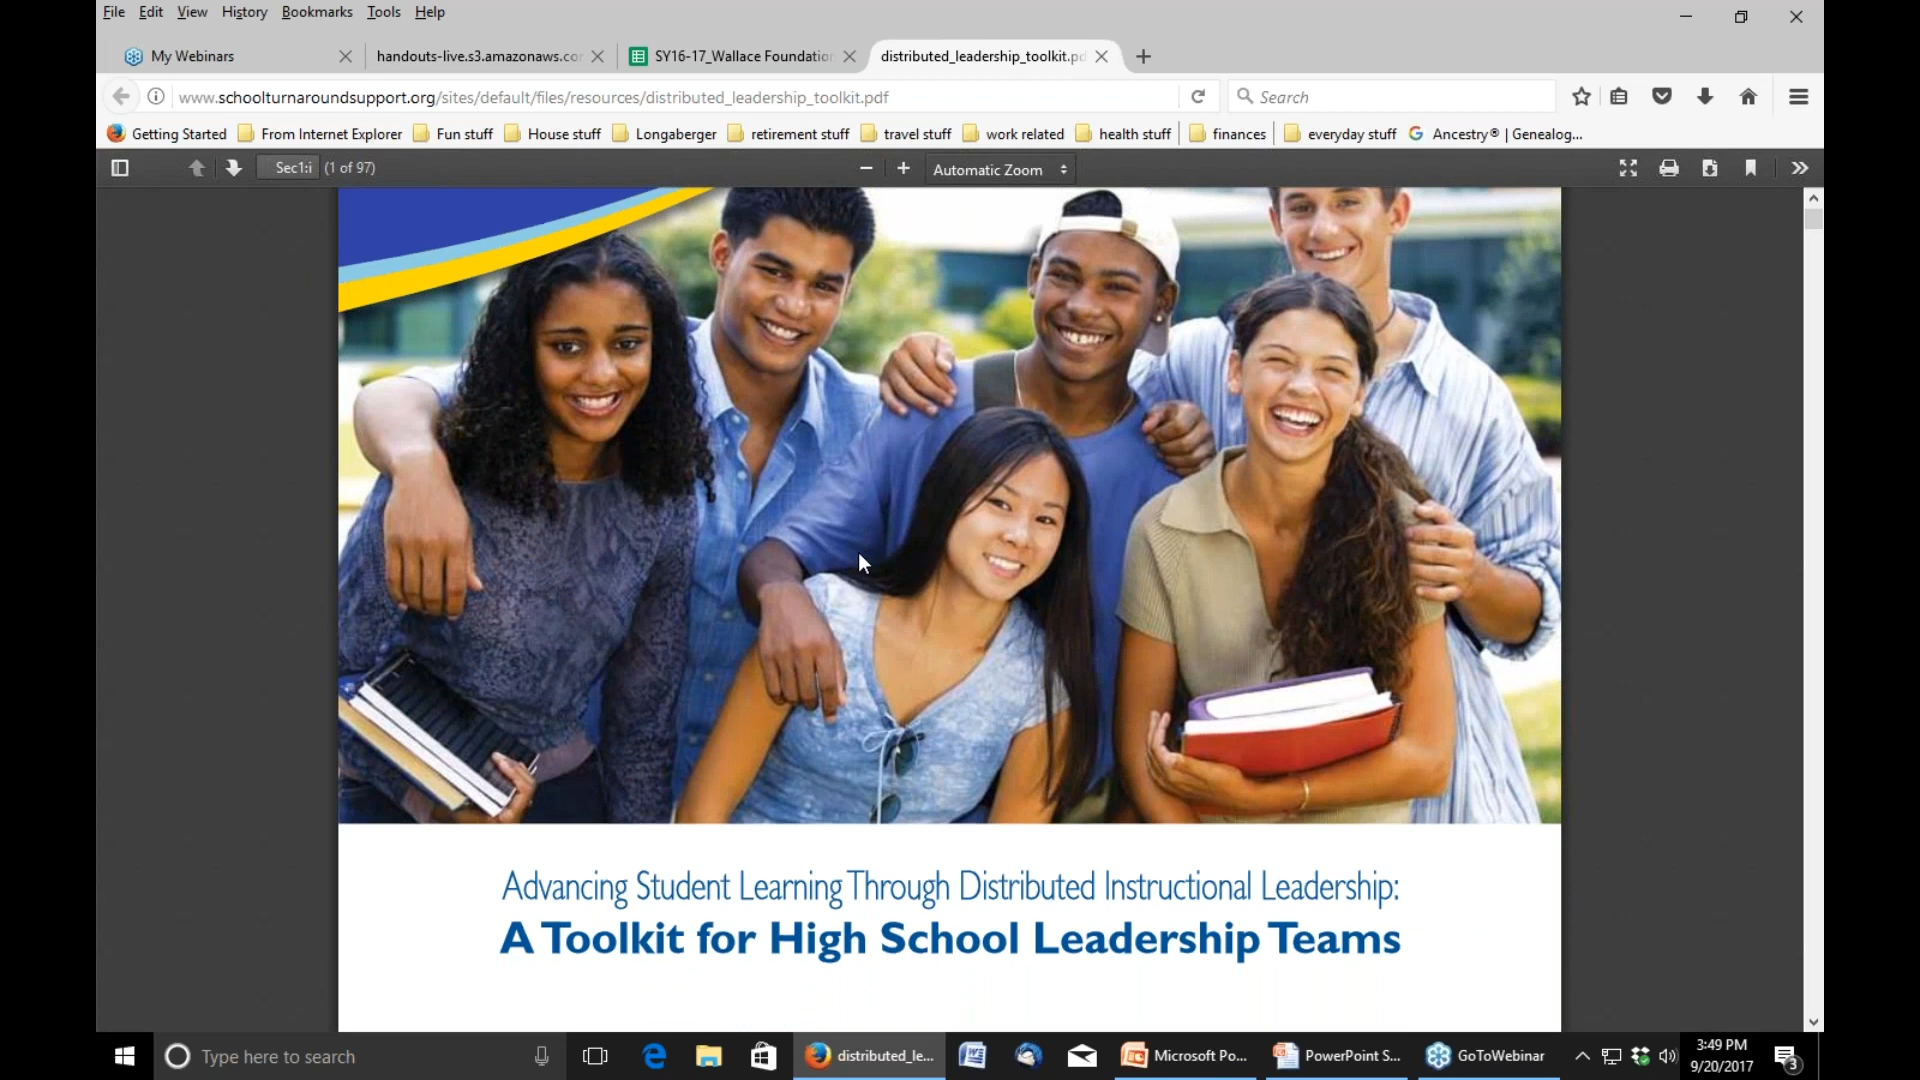 File Edit View History Bookmarks Tools Help
My Webinars handouts-live.s3.amazonaws.co SY16-17_Wallace Foundation distributed_leadership_toolkit.pd
www.schoolturnaroundsupport.org/sites/default/files/resources/distributed_leadership_toolkit.pdf Search
Getting Started From Internet Explorer Fun stuff House stuff Longaberger retirement stuff travel stuff work related health stuff finances everyday stuff Ancestry® | Genealog...
Sec1:i (1 of 97) Automatic Zoom
Advancing Student Learning Through Distributed Instructional Leadership:
A Toolkit for High School Leadership Teams
Type here to search distributed_le... Microsoft Po... PowerPoint S... GoToWebinar 3:49 PM
9/20/2017 3